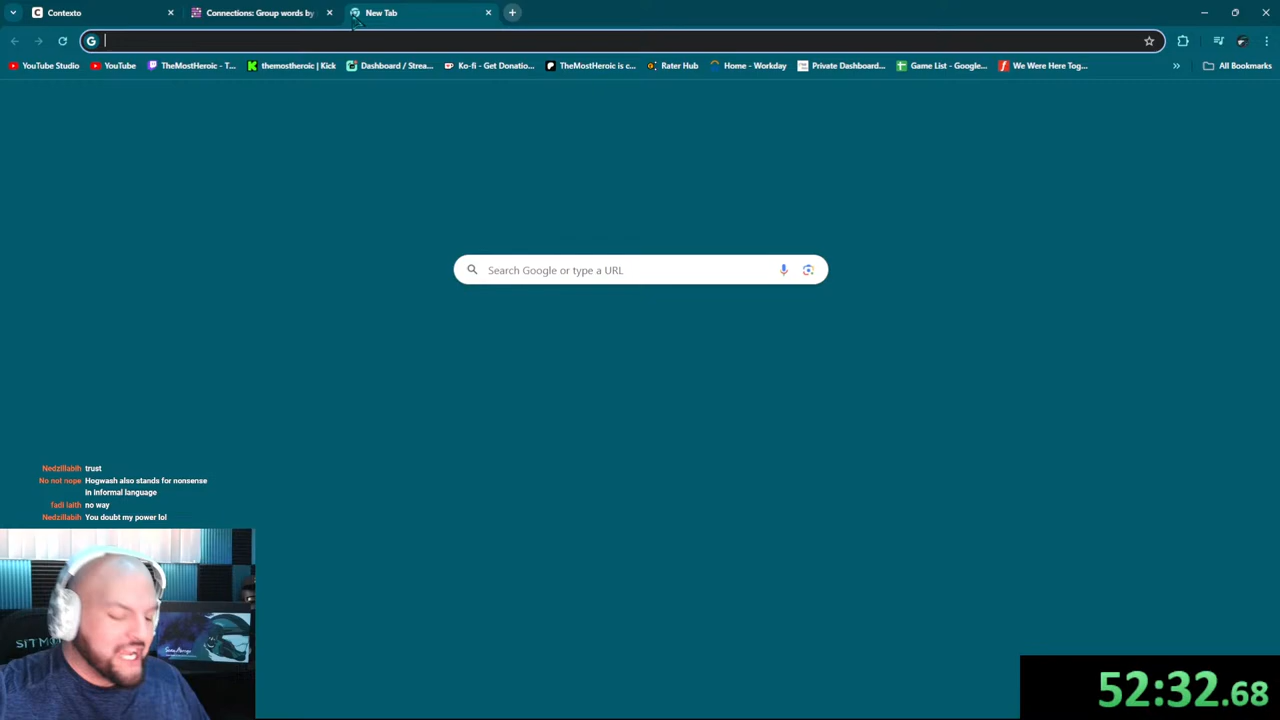 Contexto
Connections: Group words by
New Tab
YouTube Studio
YouTube
TheMostHeroic - T...
themostheroic | Kick
Dashboard / Strea...
Ko-fi - Get Donatio...
TheMostHeroic is c...
Rater Hub
Home - Workday
Private Dashboard...
Game List - Google...
We Were Here Tog...
All Bookmarks
Search Google or type a URL
Nedzillabih trust
No not nope Hogwash also stands for nonsense
in informal language
fadi laith no way
Nedzillabih You doubt my power lol
52:32.68